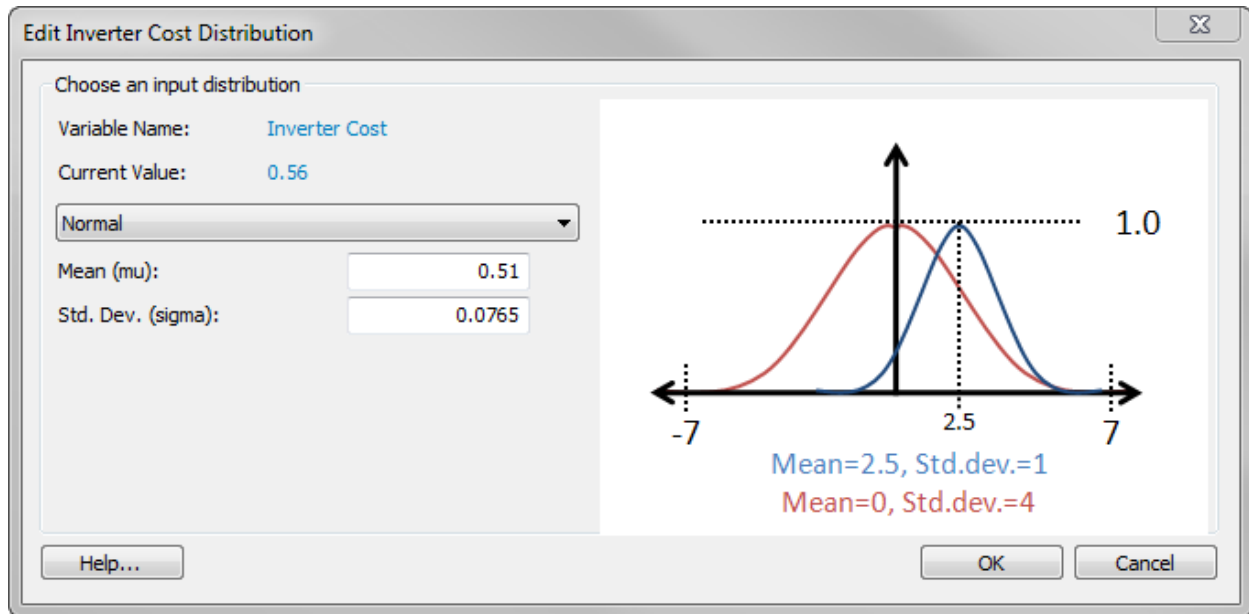 Edit Inverter Cost Distribution
Choose an input distribution
Variable Name: Inverter Cost
Current Value: 0.56
Normal
Mean (mu): 0.51
Std. Dev. (sigma): 0.0765
1.0
-7 2.5 7
Mean=2.5, Std.dev.=1
Mean=0, Std.dev.=4
Help... OK Cancel